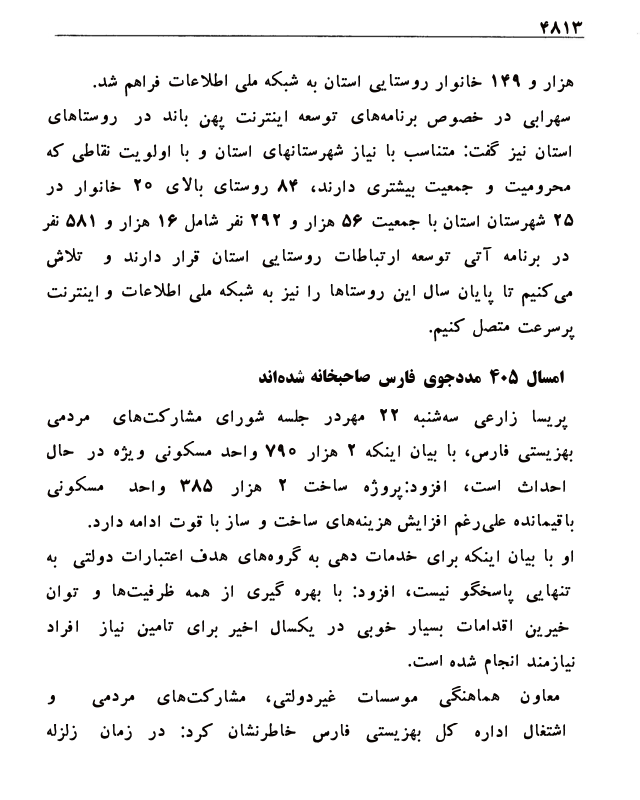 ۴۸۱۳
هزار و ۱۴۹ خانوار روستایی استان به شبکه ملی اطلاعات فراهم شد.
سهرابی در خصوص برنامه‌های توسعه اینترنت پهن باند در روستاهای
استان نیز گفت: متناسب با نیاز شهرستانهای استان و با اولویت نقاطی که
محرومیت و جمعیت بیشتری دارند، ۸۴ روستای بالای ۲۰ خانوار در
۲۵ شهرستان استان با جمعیت ۵۶ هزار و ۲۹۲ نفر شامل ۱۶ هزار و ۵۸۱ نفر
در برنامه آتی توسعه ارتباطات روستایی استان قرار دارند و تلاش
می‌کنیم تا پایان سال این روستاها را نیز به شبکه ملی اطلاعات و اینترنت
پرسرعت متصل کنیم.
امسال ۴۰۵ مددجوی فارس صاحبخانه شده‌اند
پریسا زارعی سه‌شنبه ۲۲ مهردر جلسه شورای مشارکت‌های مردمی
بهزیستی فارس، با بیان اینکه ۲ هزار ۷۹۰ واحد مسکونی ویژه در حال
احداث است، افزود:پروژه ساخت ۲ هزار ۳۸۵ واحد مسکونی
باقیمانده علی‌رغم افزایش هزینه‌های ساخت و ساز با قوت ادامه دارد.
او با بیان اینکه برای خدمات دهی به گروه‌های هدف اعتبارات دولتی به
تنهایی پاسخگو نیست، افزود: با بهره گیری از همه ظرفیت‌ها و توان
خیرین اقدامات بسیار خوبی در یکسال اخیر برای تامین نیاز افراد
نیازمند انجام شده است.
معاون هماهنگی موسسات غیردولتی، مشارکت‌های مردمی و
اشتغال اداره کل بهزیستی فارس خاطرنشان کرد: در زمان زلزله